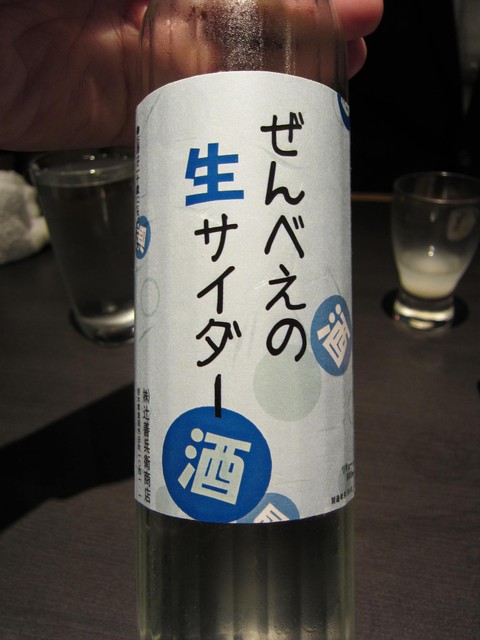 ぜんべえの
生サイダー
酒
酒
酒
㈱辻善兵衛商店